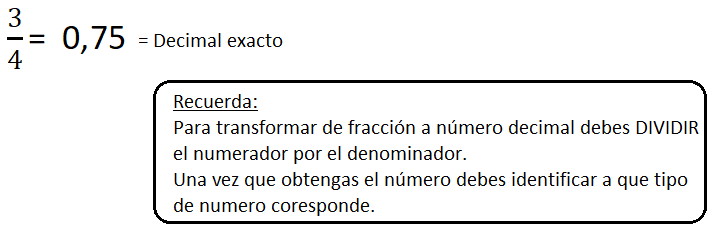 3/4 = 0,75 = Decimal exacto
Recuerda:
Para transformar de fracción a número decimal debes DIVIDIR
el numerador por el denominador.
Una vez que obtengas el número debes identificar a que tipo
de numero coresponde.